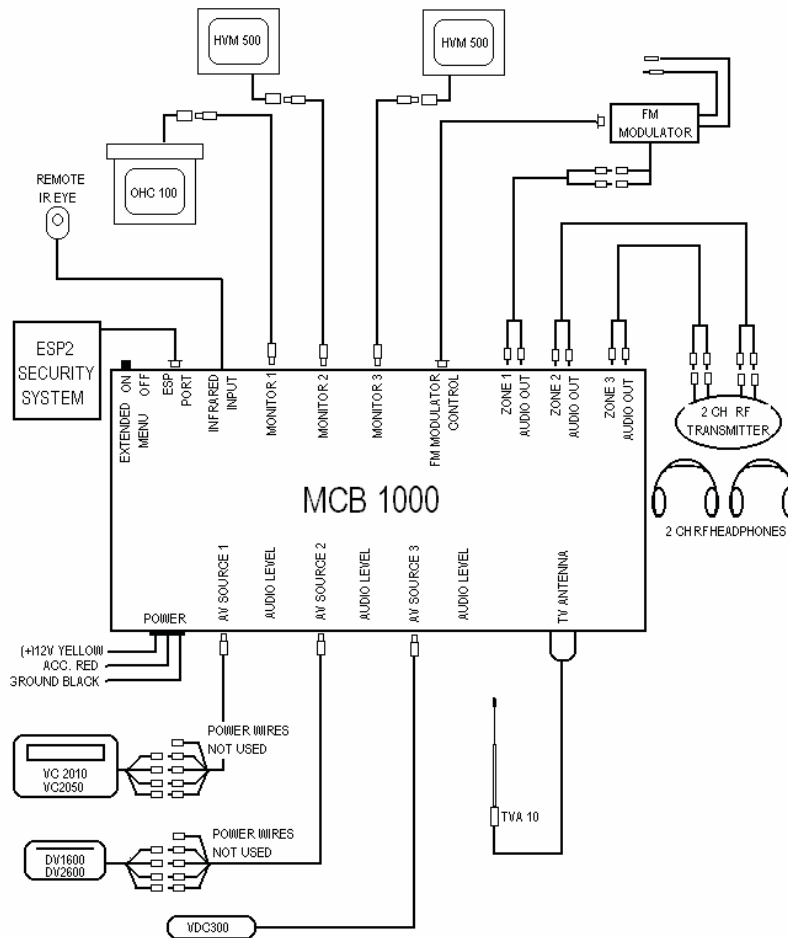 HVM 500
HVM 500
FM
MODULATOR
OHC 100
REMOTE
IR EYE
ESP2
SECURITY
SYSTEM
EXTENDED ON
MENU OFF
ESP
PORT
INFRARED
INPUT
MONITOR 1
MONITOR 2
MONITOR 3
FM MODULATOR
CONTROL
ZONE 1
AUDIO OUT
ZONE 2
AUDIO OUT
ZONE 3
AUDIO OUT
2 CH RF
TRANSMITTER
2 CH RF HEADPHONES
MCB 1000
POWER
AV SOURCE 1
AUDIO LEVEL
AV SOURCE 2
AUDIO LEVEL
AV SOURCE 3
AUDIO LEVEL
TV ANTENNA
(+)12V YELLOW
ACC. RED
GROUND BLACK
POWER WIRES
NOT USED
VC 2010
VC2050
TVA 10
POWER WIRES
NOT USED
DV1600
DV2600
VDC300